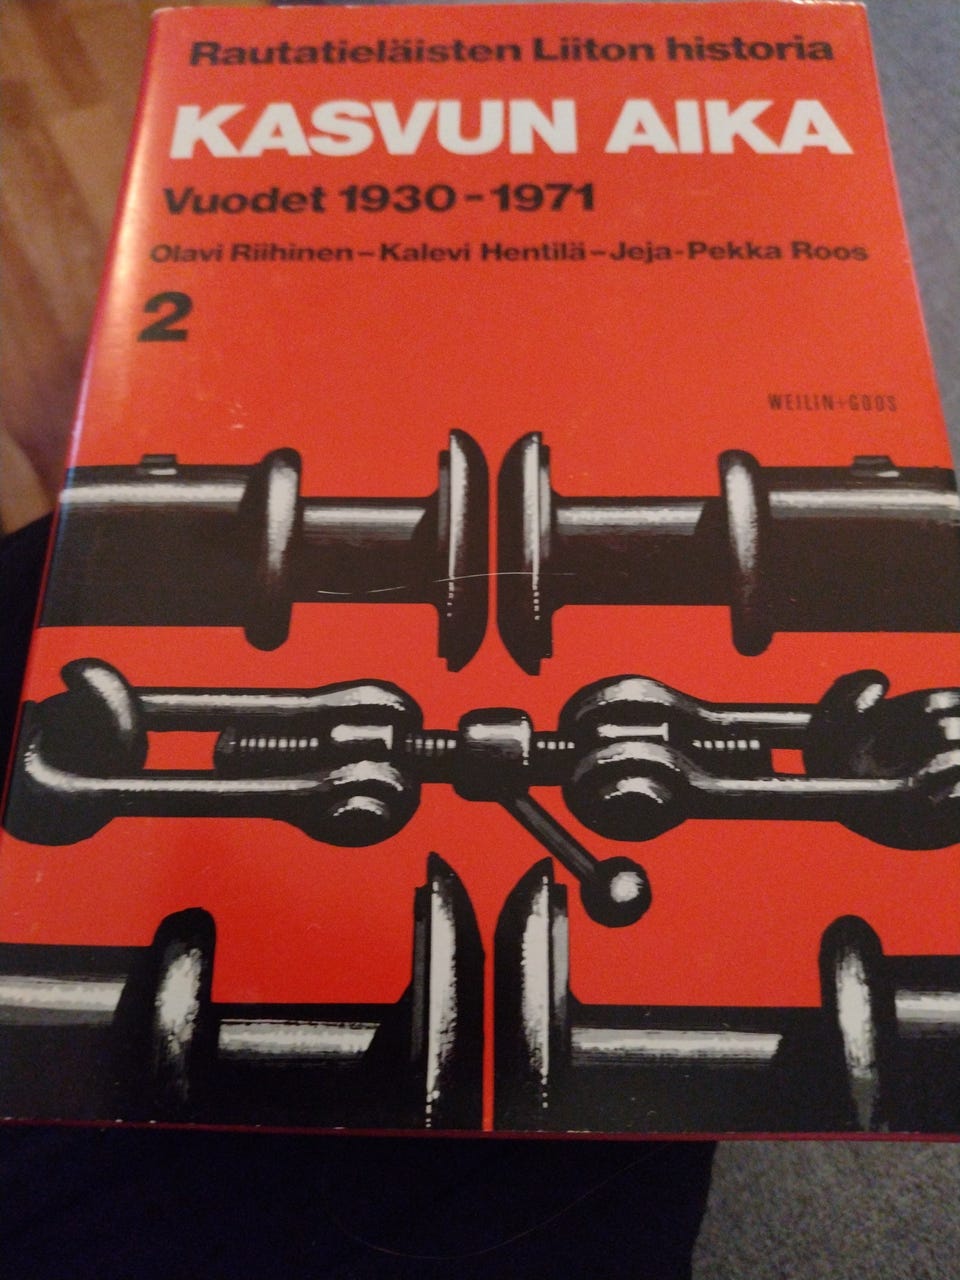 Rautatieläisten Liiton historia
KASVUN AIKA
Vuodet 1930-1971
Olavi Riihinen-Kalevi Hentilä-Jeja-Pekka Roos
2
WEILIN+GÖÖS